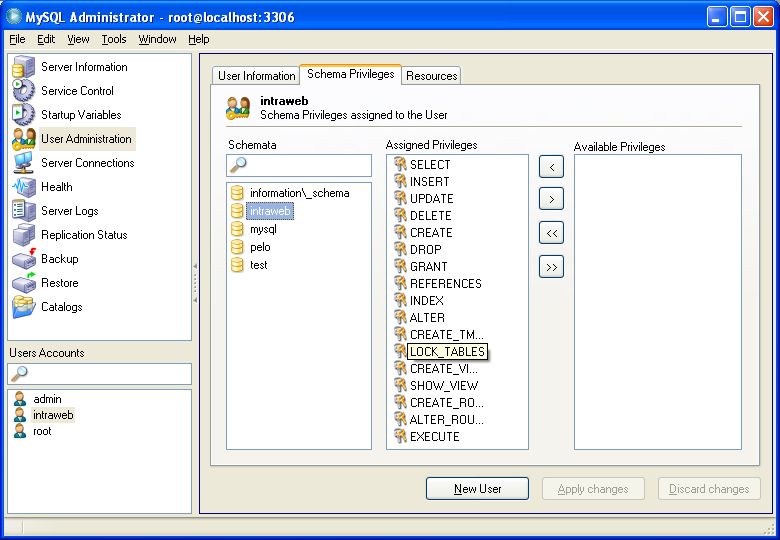 MySQL Administrator - root@localhost:3306
File Edit View Tools Window Help
Server Information
Service Control
Startup Variables
User Administration
Server Connections
Health
Server Logs
Replication Status
Backup
Restore
Catalogs
Users Accounts
admin
intraweb
root
User Information Schema Privileges Resources
intraweb
Schema Privileges assigned to the User
Schemata
information\_schema
intraweb
mysql
pelo
test
Assigned Privileges
SELECT
INSERT
UPDATE
DELETE
CREATE
DROP
GRANT
REFERENCES
INDEX
ALTER
CREATE_TM...
LOCK_TABLES
CREATE_VI...
SHOW_VIEW
CREATE_RO...
ALTER_ROU...
EXECUTE
<
>
<<
>>
Available Privileges
New User Apply changes Discard changes